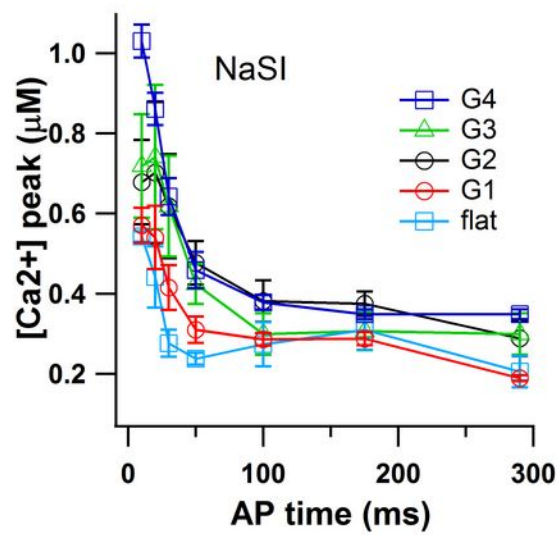 [Ca2+] peak (μM)
1.0
0.8
0.6
0.4
0.2
NaSI
G4
G3
G2
G1
flat
0
100
200
300
AP time (ms)